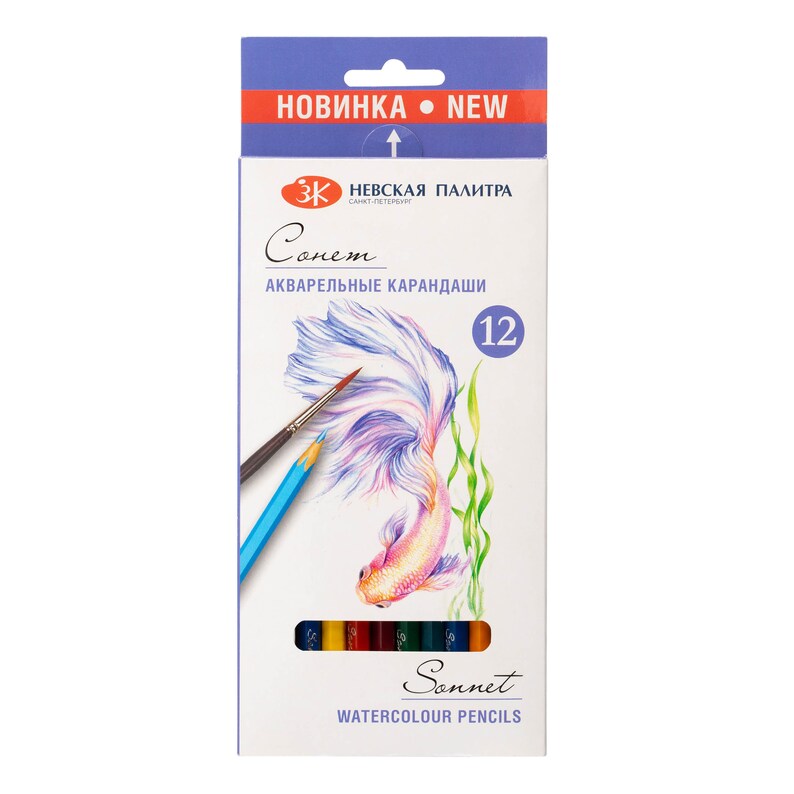 НОВИНКА • NEW
ЗК НЕВСКАЯ ПАЛИТРА
САНКТ-ПЕТЕРБУРГ
Сонет
АКВАРЕЛЬНЫЕ КАРАНДАШИ
12
Sonnet
WATERCOLOUR PENCILS